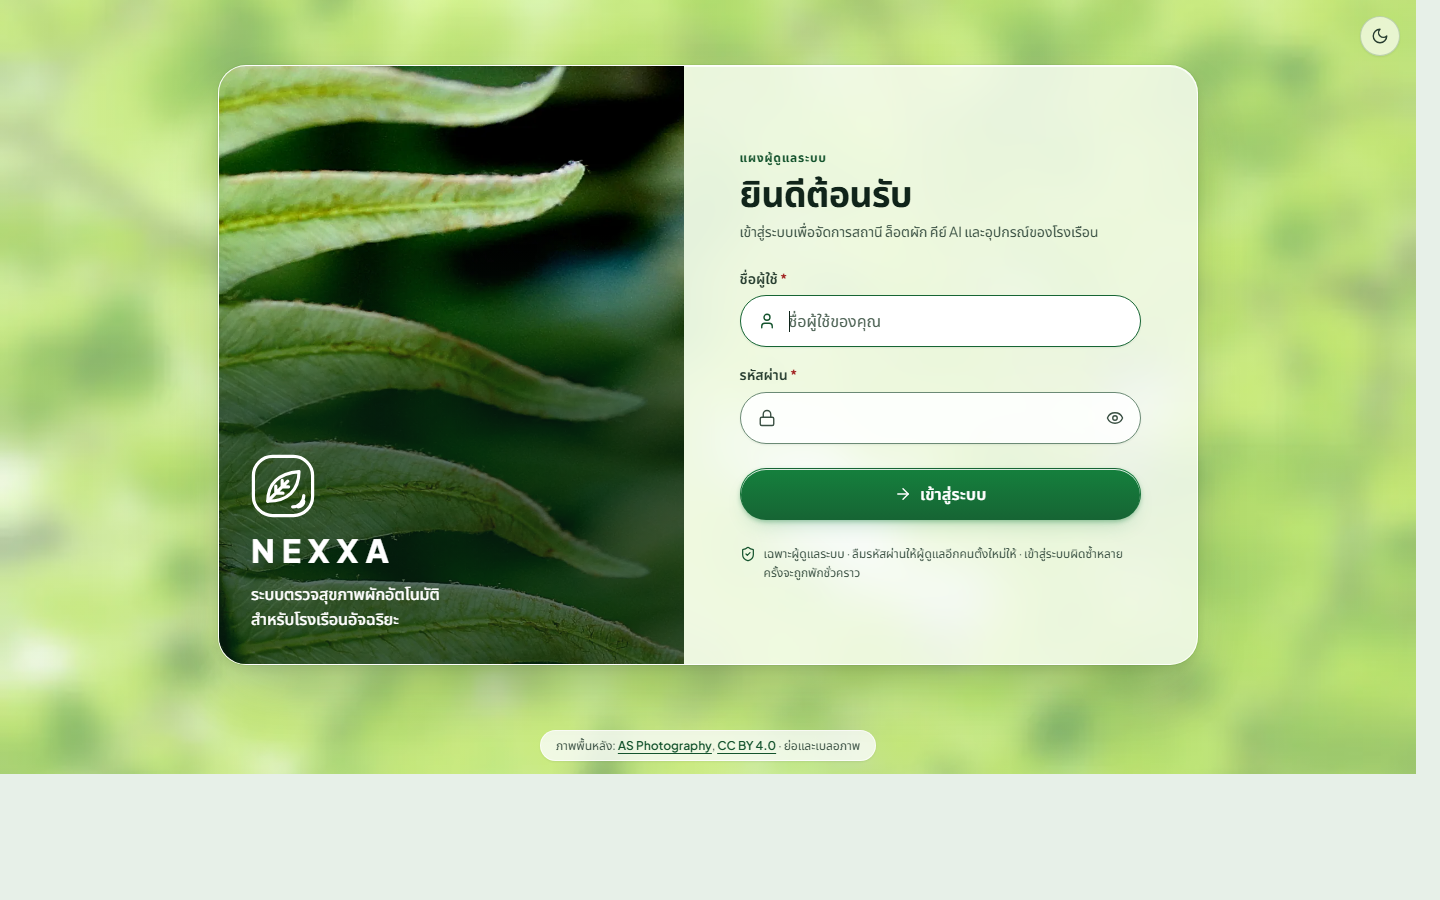 NEXXA
ระบบตรวจสุขภาพผักอัตโนมัติ
สำหรับโรงเรือนอัจฉริยะ
แผงผู้ดูแลระบบ
ยินดีต้อนรับ
เข้าสู่ระบบเพื่อจัดการสถานี ล็อตผัก คีย์ AI และอุปกรณ์ของโรงเรือน
ชื่อผู้ใช้ *
ชื่อผู้ใช้ของคุณ
รหัสผ่าน *
เข้าสู่ระบบ
เฉพาะผู้ดูแลระบบ · ลืมรหัสผ่านให้ผู้ดูแลอีกคนตั้งใหม่ให้ · เข้าสู่ระบบผิดซ้ำหลาย
ครั้งจะถูกพักชั่วคราว
ภาพพื้นหลัง: AS Photography, CC BY 4.0 · ย่อและเบลอภาพ